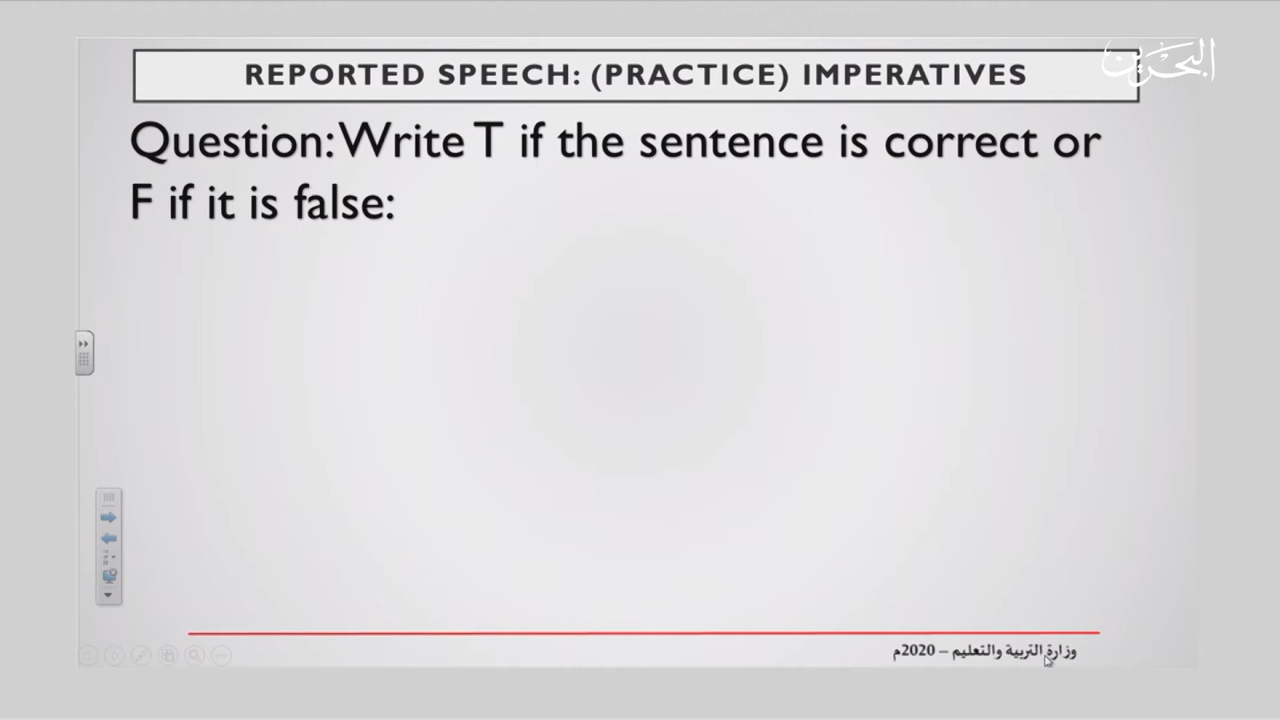 البحرين
REPORTED SPEECH: (PRACTICE) IMPERATIVES
Question: Write T if the sentence is correct or
F if it is false:
وزارة التربية والتعليم – 2020م